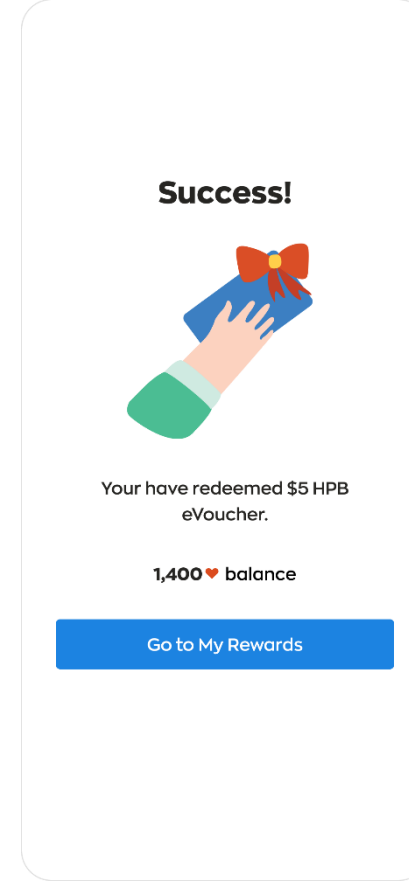 Success!
Your have redeemed $5 HPB
eVoucher.
1,400❤ balance
Go to My Rewards